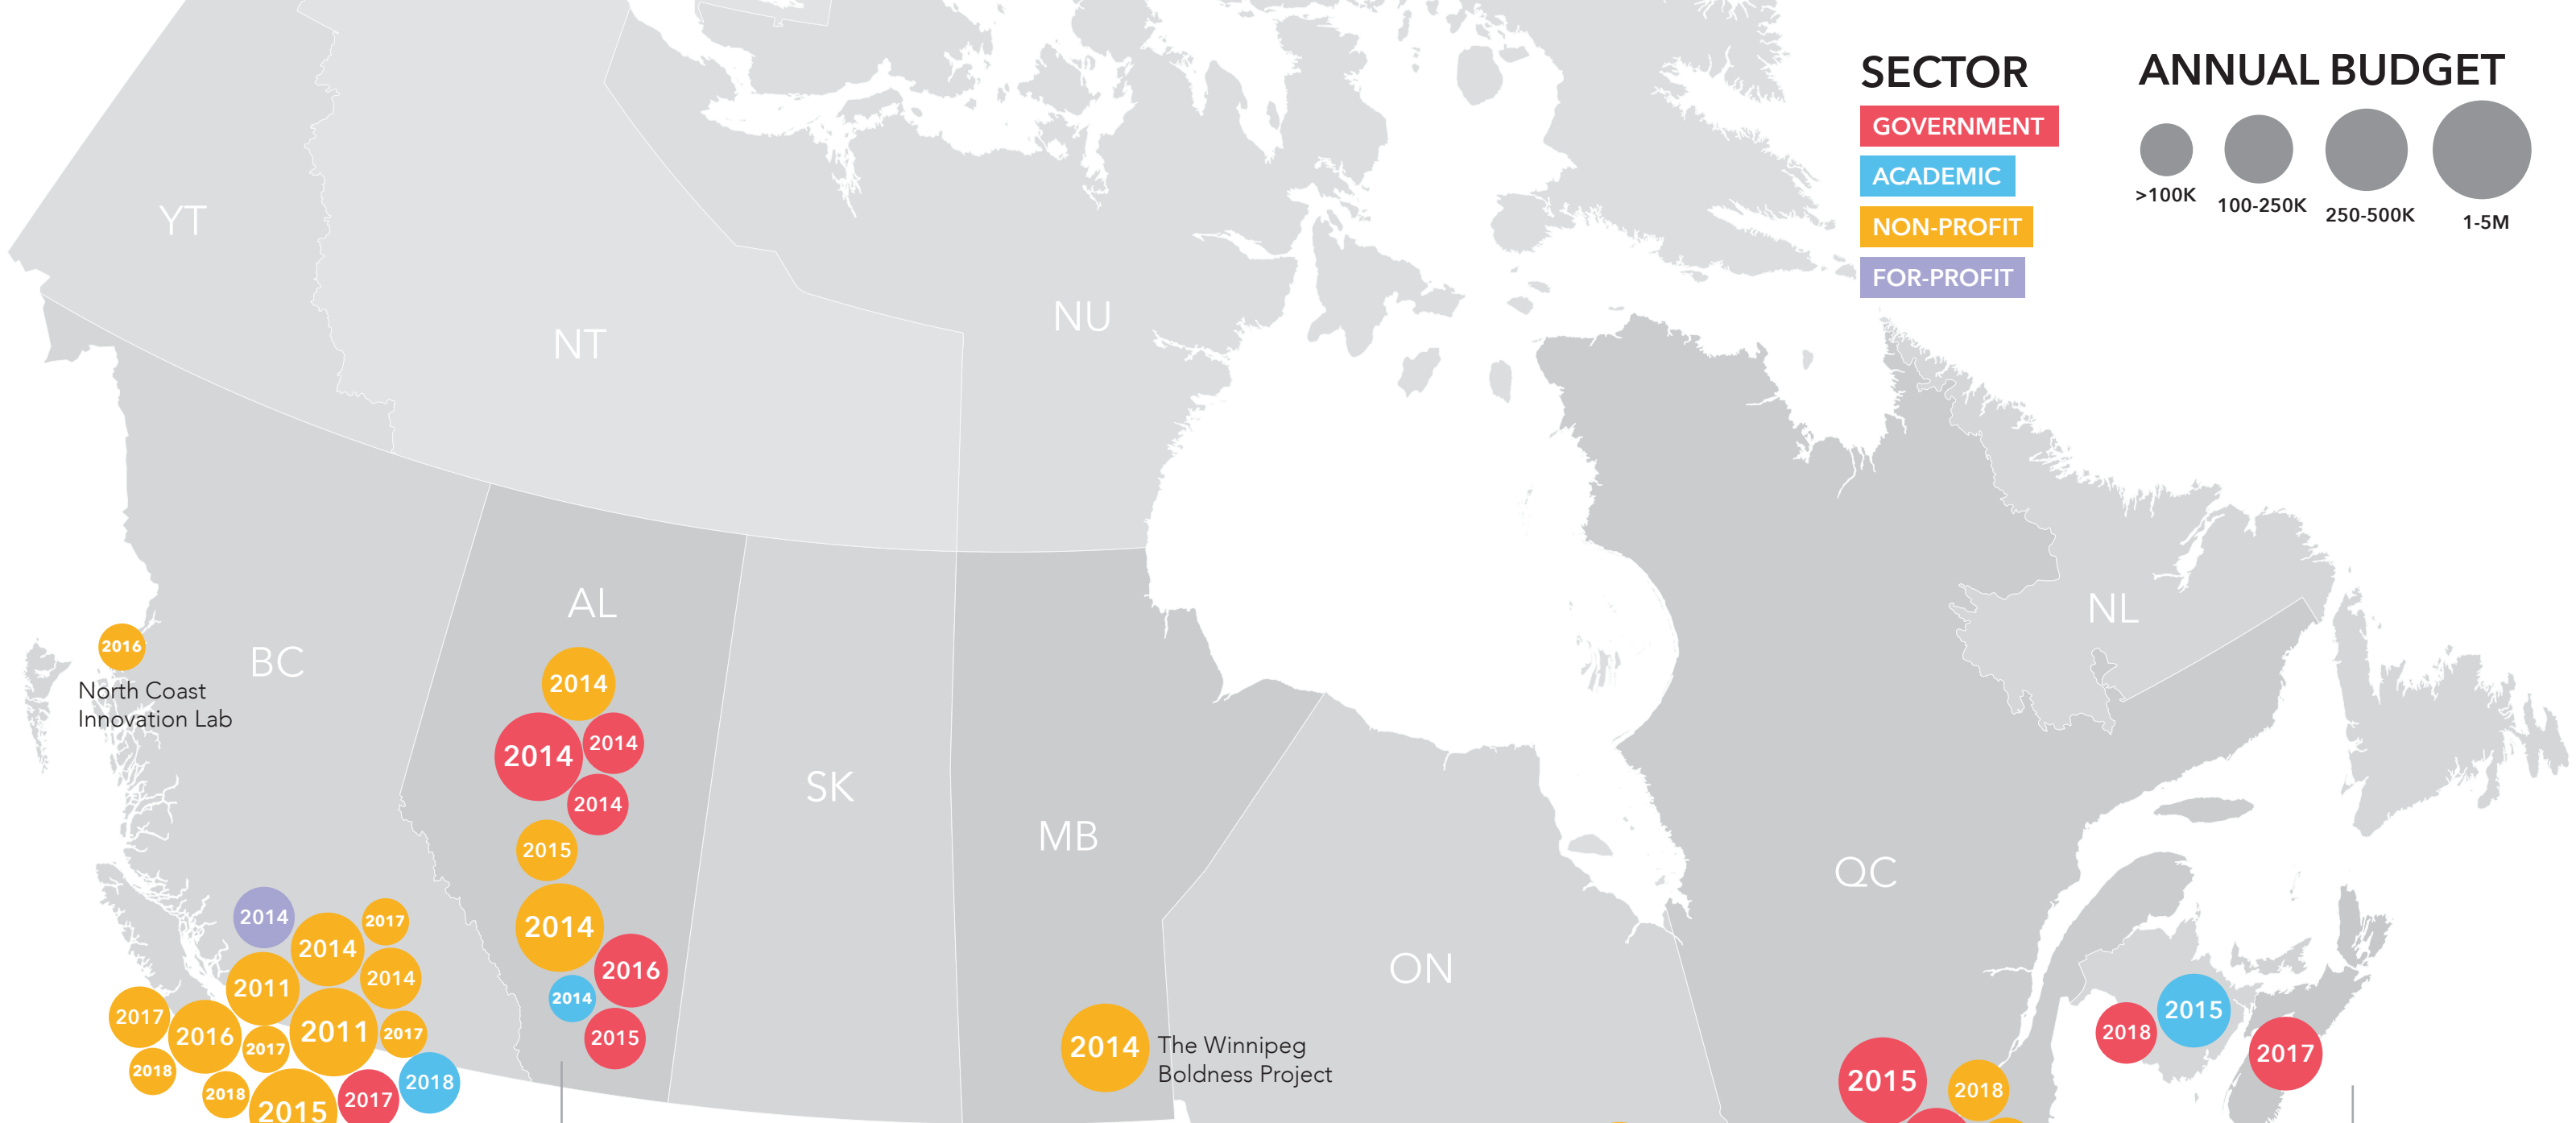 SECTOR
GOVERNMENT
ACADEMIC
NON-PROFIT
FOR-PROFIT
ANNUAL BUDGET
>100K
100-250K
250-500K
1-5M
YT
NT
NU
BC
AL
SK
MB
ON
QC
NL
2016
North Coast
Innovation Lab
2014
2014
2014
2014
2015
2014
2016
2014
2015
2014
2014
2017
2011
2014
2017
2016
2017
2011
2017
2018
2018
2015
2017
2018
2014
The Winnipeg
Boldness Project
2015
2018
2018
2015
2017